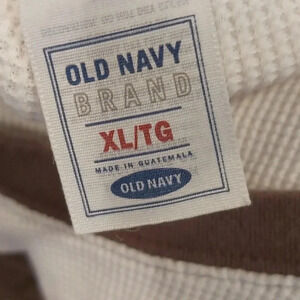 OLD NAVY
BRAND
XL/TG
MADE IN GUATEMALA
OLD NAVY